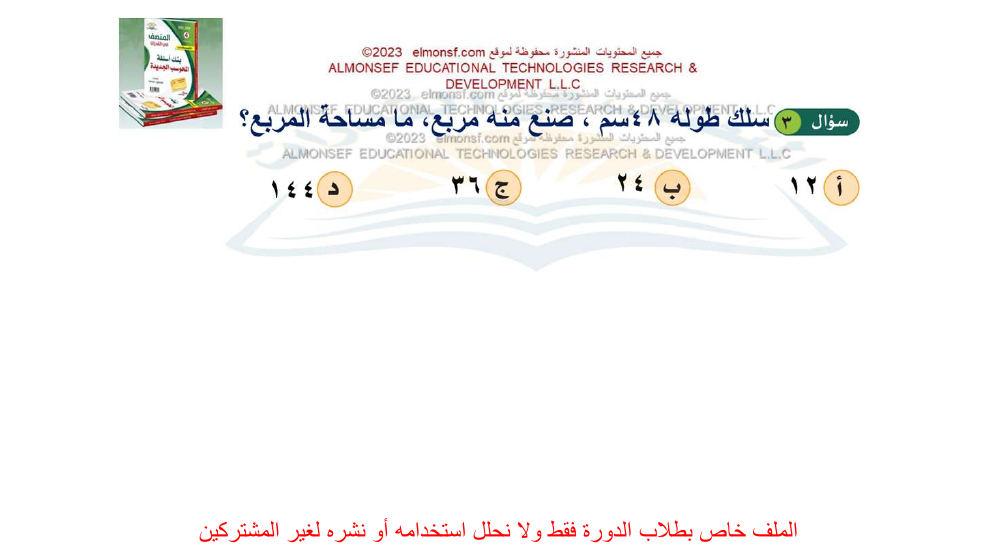 المنصف
في القدرات
بنك أسئلة
المحوسب الجديدة
جميع المحتويات المنشورة محفوظة لموقع elmonsf.com ©2023
ALMONSEF EDUCATIONAL TECHNOLOGIES RESEARCH &
DEVELOPMENT L.L.C
جميع المحتويات المنشورة محفوظة لموقع elmonsf.com ©2023
ALMONSEF EDUCATIONAL TECHNOLOGIES RESEARCH & DEVELOPMENT L.L.C
سؤال ٣ سلك طوله ٤٨سم ، صنع منه مربع، ما مساحة المربع؟
جميع المحتويات المنشورة محفوظة لموقع elmonsf.com ©2023
ALMONSEF EDUCATIONAL TECHNOLOGIES RESEARCH & DEVELOPMENT L.L.C
أ ١٢ ب ٢٤ ج ٣٦ د ١٤٤
الملف خاص بطلاب الدورة فقط ولا نحلل استخدامه أو نشره لغير المشتركين